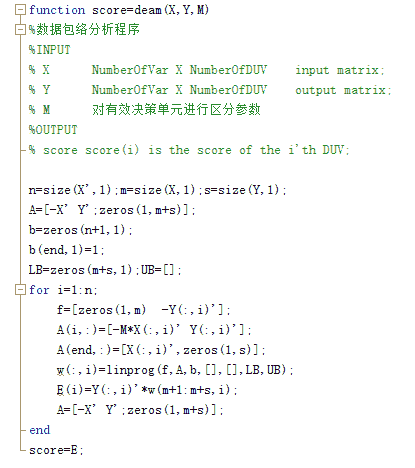 function score=deam(X,Y,M)
%数据包络分析程序
%INPUT
% X NumberOfVar X NumberOfDUV input matrix;
% Y NumberOfVar X NumberOfDUV output matrix;
% M 对有效决策单元进行区分参数
%OUTPUT
% score score(i) is the score of the i'th DUV;
n=size(X',1);m=size(X,1);s=size(Y,1);
A=[-X' Y';zeros(1,m+s)];
b=zeros(n+1,1);
b(end,1)=1;
LB=zeros(m+s,1);UB=[];
for i=1:n;
f=[zeros(1,m) -Y(:,i)'];
A(i,:)=[-M*X(:,i)' Y(:,i)'];
A(end,:)=[X(:,i)',zeros(1,s)];
w(:,i)=linprog(f,A,b,[],[],LB,UB);
E(i)=Y(:,i)'*w(m+1:m+s,i);
A=[-X' Y';zeros(1,m+s)];
end
score=E;